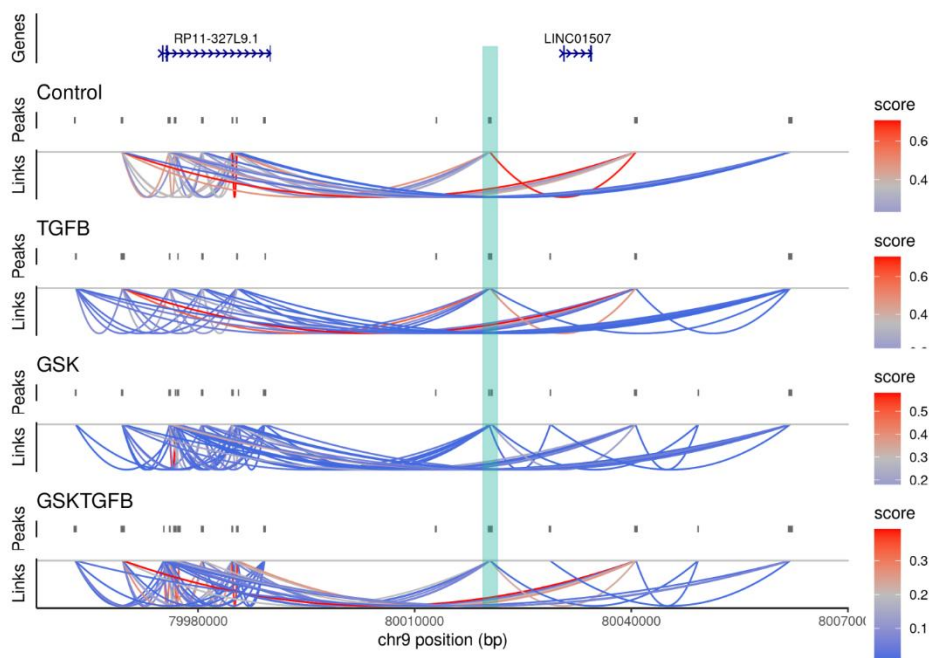 Genes
RP11-327L9.1
LINC01507
Control
Peaks
Links
score
0.6
0.4
TGFB
Peaks
Links
score
0.6
0.4
GSK
Peaks
Links
score
0.5
0.4
0.3
0.2
GSKTGFB
Peaks
Links
score
0.3
0.2
0.1
79980000
80010000
80040000
8007000
chr9 position (bp)